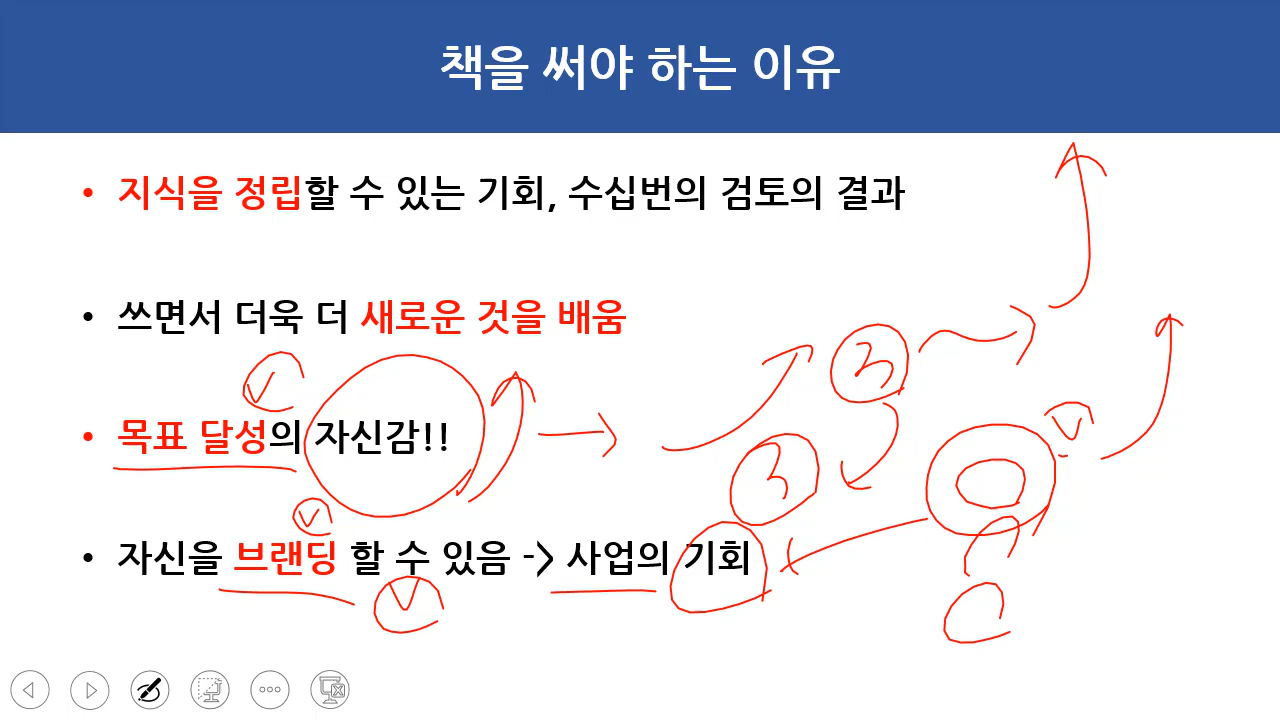 책을 써야 하는 이유
• 지식을 정립할 수 있는 기회, 수십번의 검토의 결과
• 쓰면서 더욱 더 새로운 것을 배움
• 목표 달성의 자신감!!
• 자신을 브랜딩 할 수 있음 -> 사업의 기회